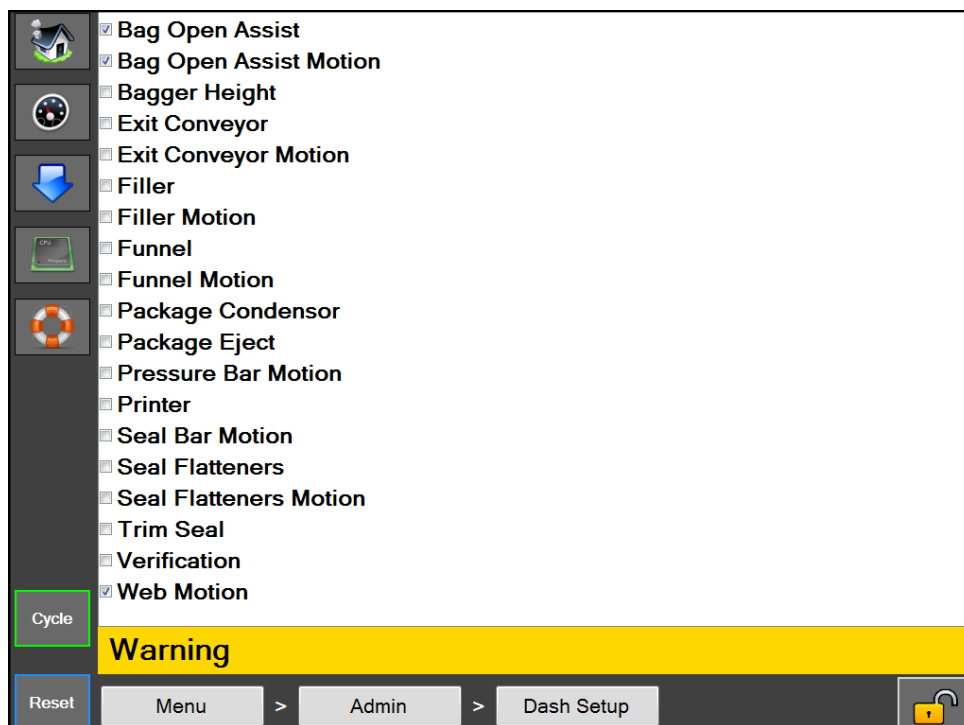 Bag Open Assist
Bag Open Assist Motion
Bagger Height
Exit Conveyor
Exit Conveyor Motion
Filler
Filler Motion
Funnel
CPU
Funnel Motion
Package Condensor
Package Eject
Pressure Bar Motion
Printer
Seal Bar Motion
Seal Flatteners
Seal Flatteners Motion
Trim Seal
Verification
Web Motion
Cycle
Warning
Reset
Menu > Admin > Dash Setup